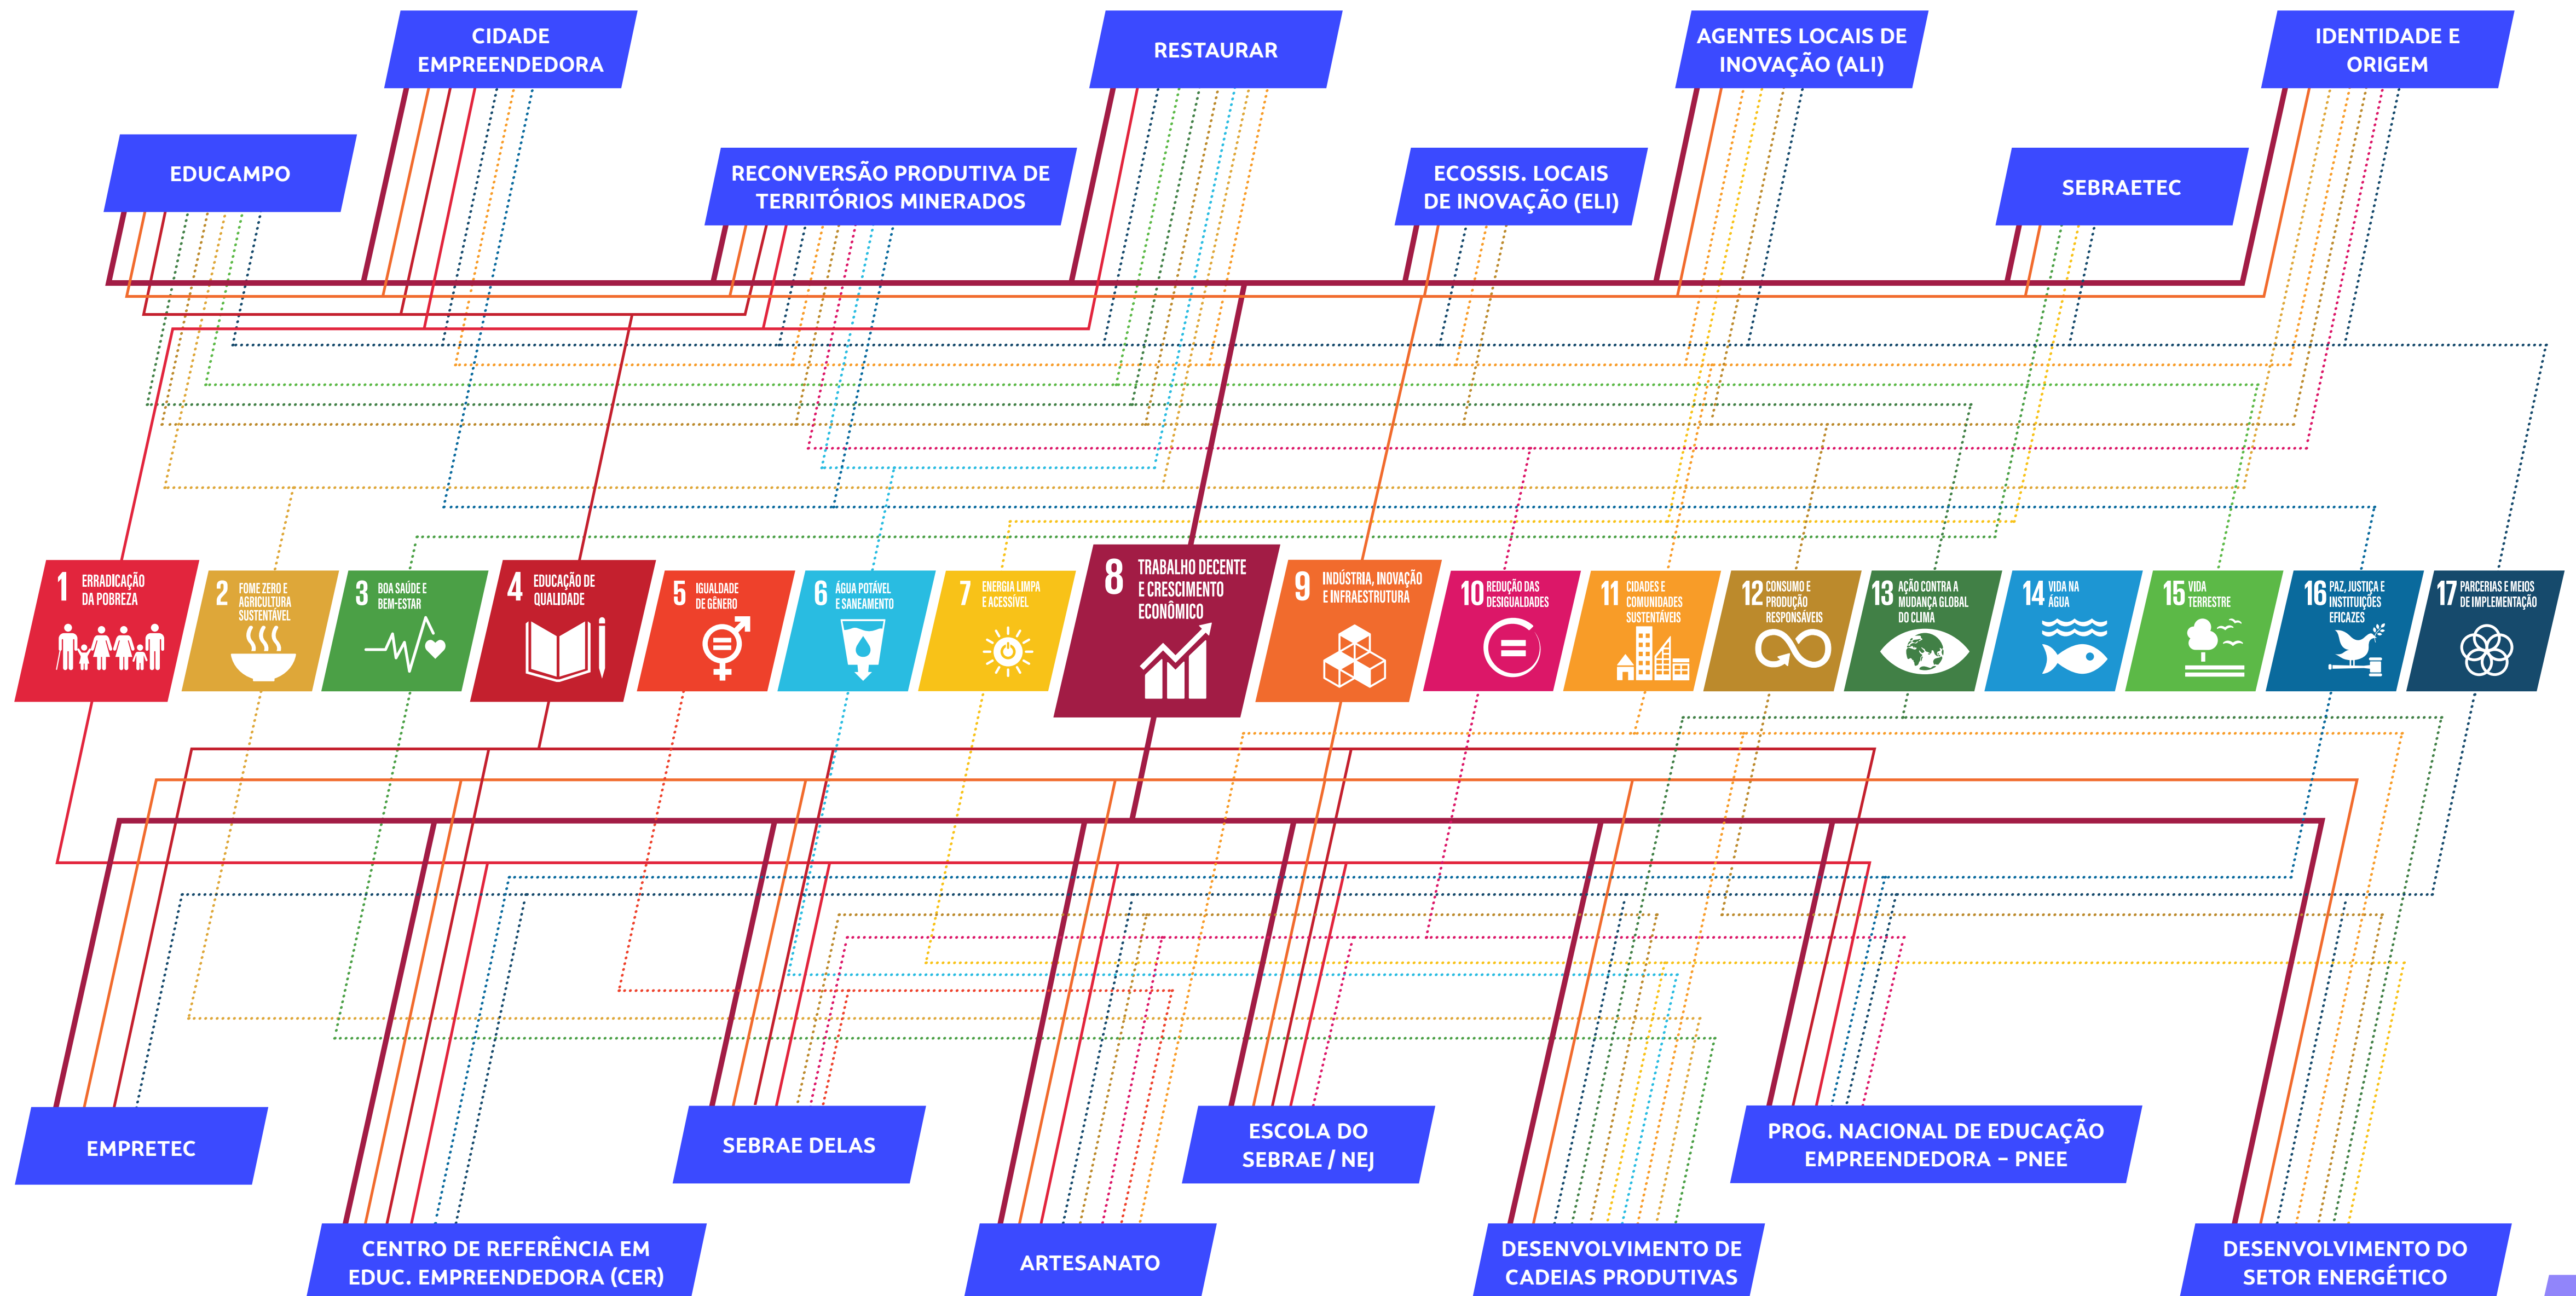 CIDADE
EMPREENDEDORA
RESTAURAR
AGENTES LOCAIS DE
INOVAÇÃO (ALI)
IDENTIDADE E
ORIGEM
EDUCAMPO
RECONVERSÃO PRODUTIVA DE
TERRITÓRIOS MINERADOS
ECOSSIS. LOCAIS
DE INOVAÇÃO (ELI)
SEBRAETEC
1 ERRADICAÇÃO
DA POBREZA
2 FOME ZERO E
AGRICULTURA
SUSTENTÁVEL
3 BOA SAÚDE E
BEM-ESTAR
4 EDUCAÇÃO DE
QUALIDADE
5 IGUALDADE
DE GÊNERO
6 ÁGUA POTÁVEL
E SANEAMENTO
7 ENERGIA LIMPA
E ACESSÍVEL
8 TRABALHO DECENTE
E CRESCIMENTO
ECONÔMICO
9 INDÚSTRIA, INOVAÇÃO
E INFRAESTRUTURA
10 REDUÇÃO DAS
DESIGUALDADES
11 CIDADES E
COMUNIDADES
SUSTENTÁVEIS
12 CONSUMO E
PRODUÇÃO
RESPONSÁVEIS
13 AÇÃO CONTRA A
MUDANÇA GLOBAL
DO CLIMA
14 VIDA NA
ÁGUA
15 VIDA
TERRESTRE
16 PAZ, JUSTIÇA E
INSTITUIÇÕES
EFICAZES
17 PARCERIAS E MEIOS
DE IMPLEMENTAÇÃO
EMPRETEC
SEBRAE DELAS
ESCOLA DO
SEBRAE / NEJ
PROG. NACIONAL DE EDUCAÇÃO
EMPREENDEDORA – PNEE
CENTRO DE REFERÊNCIA EM
EDUC. EMPREENDEDORA (CER)
ARTESANATO
DESENVOLVIMENTO DE
CADEIAS PRODUTIVAS
DESENVOLVIMENTO DO
SETOR ENERGÉTICO